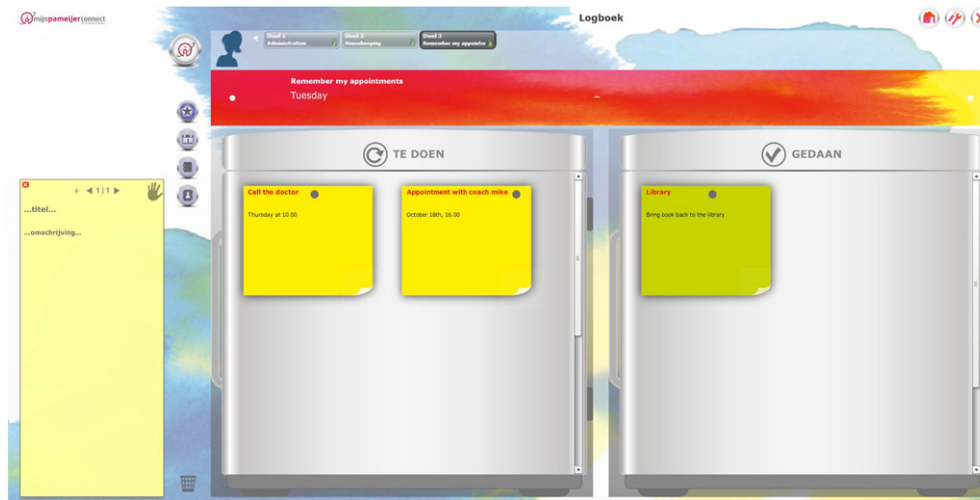 mijnpameijerconnect
Logboek
Doel 1
Administration
Doel 2
Housekeeping
Doel 3
Remember my appointm
Remember my appointments
Tuesday
TE DOEN
GEDAAN
+ ◀ 1 | 1 ▶
...titel...
...omschrijving...
Call the doctor
Thursday at 10.00
Appointment with coach mike
October 16th, 16.00
Library
Bring book back to the library